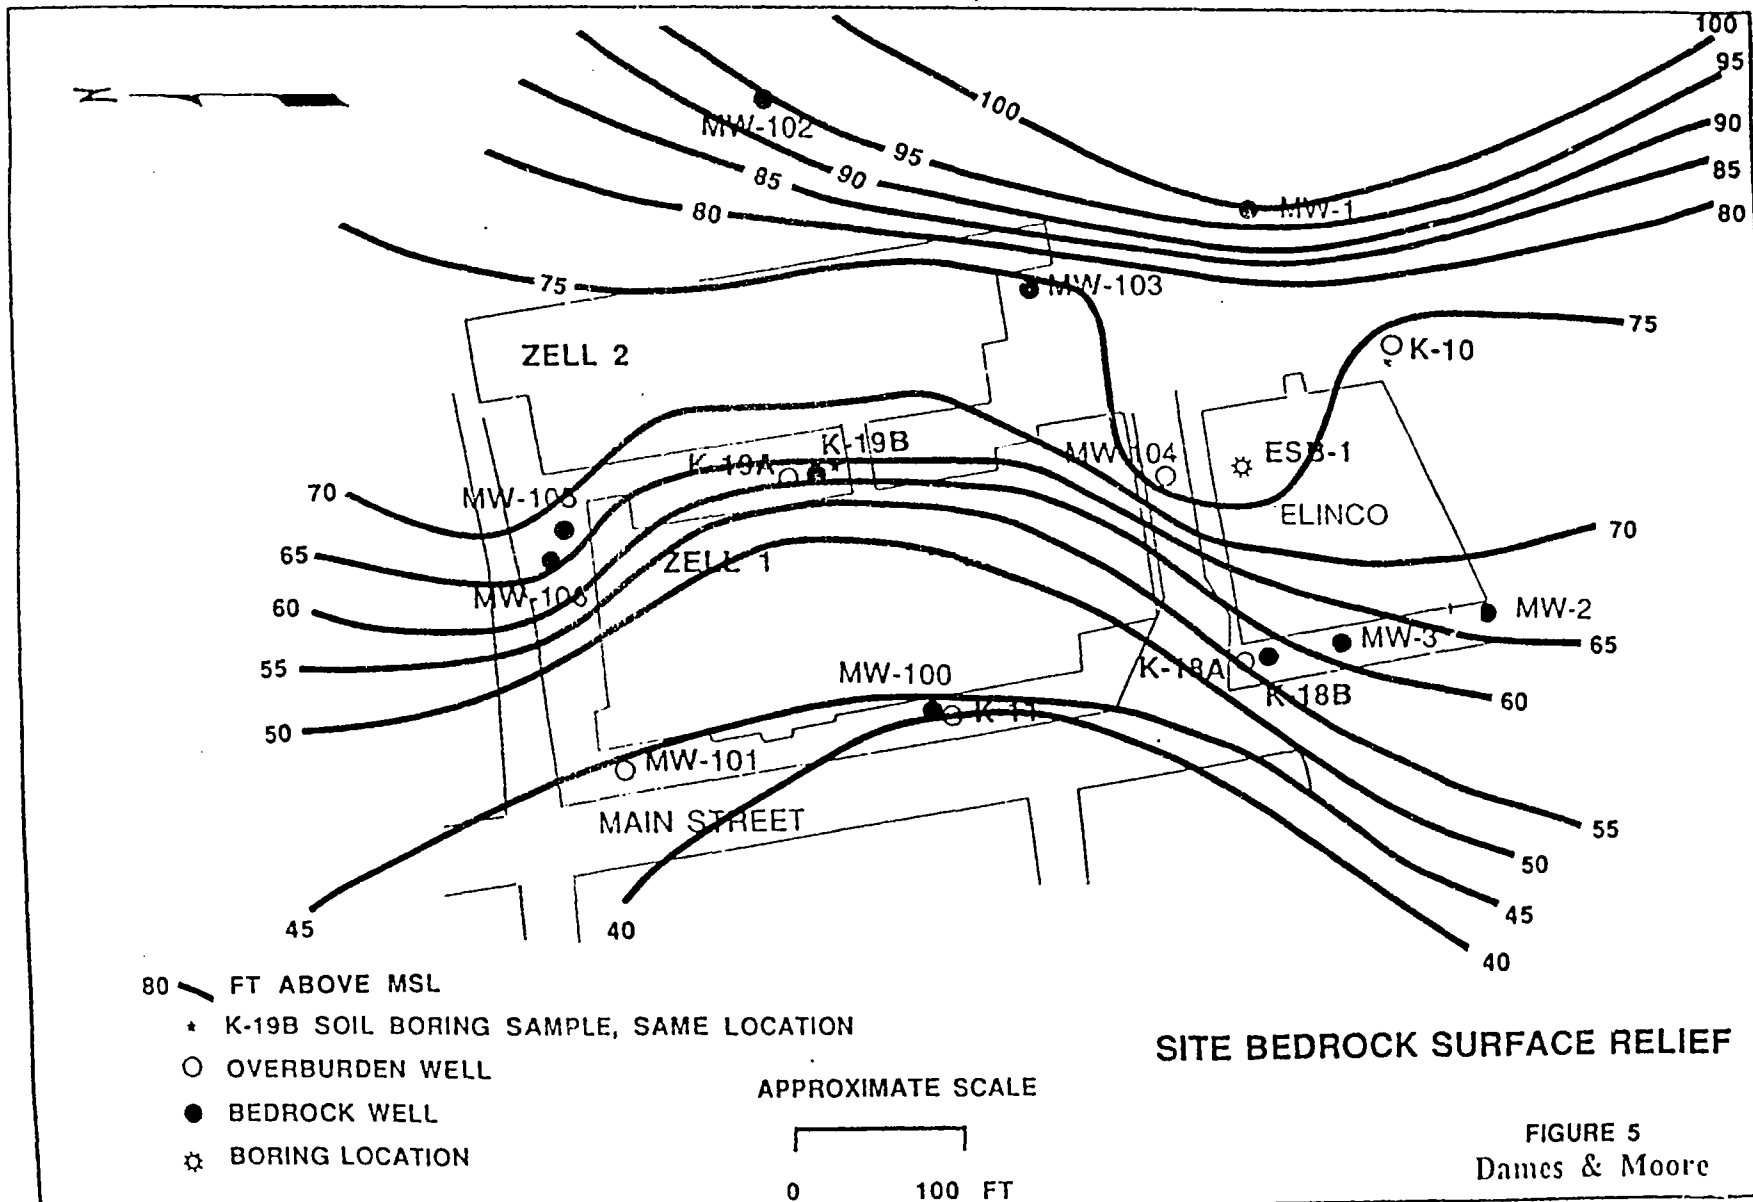 100
95
90
85
80
N
MW-102
100
95
90
85
80
MW-1
75
MW-103
75
ZELL 2
K-10
K-19B
K-19A
MW-104
ESB-1
70
MW-105
ELINCO
70
65
ZELL 1
60
MW-106
MW-2
MW-3
65
55
MW-100
K-18A
K-18B
60
50
K-11
MW-101
MAIN STREET
55
50
45
40
45
40
80 FT ABOVE MSL
* K-19B SOIL BORING SAMPLE, SAME LOCATION
OVERBURDEN WELL
BEDROCK WELL
BORING LOCATION
APPROXIMATE SCALE
0 100 FT
SITE BEDROCK SURFACE RELIEF
FIGURE 5
Dames & Moore